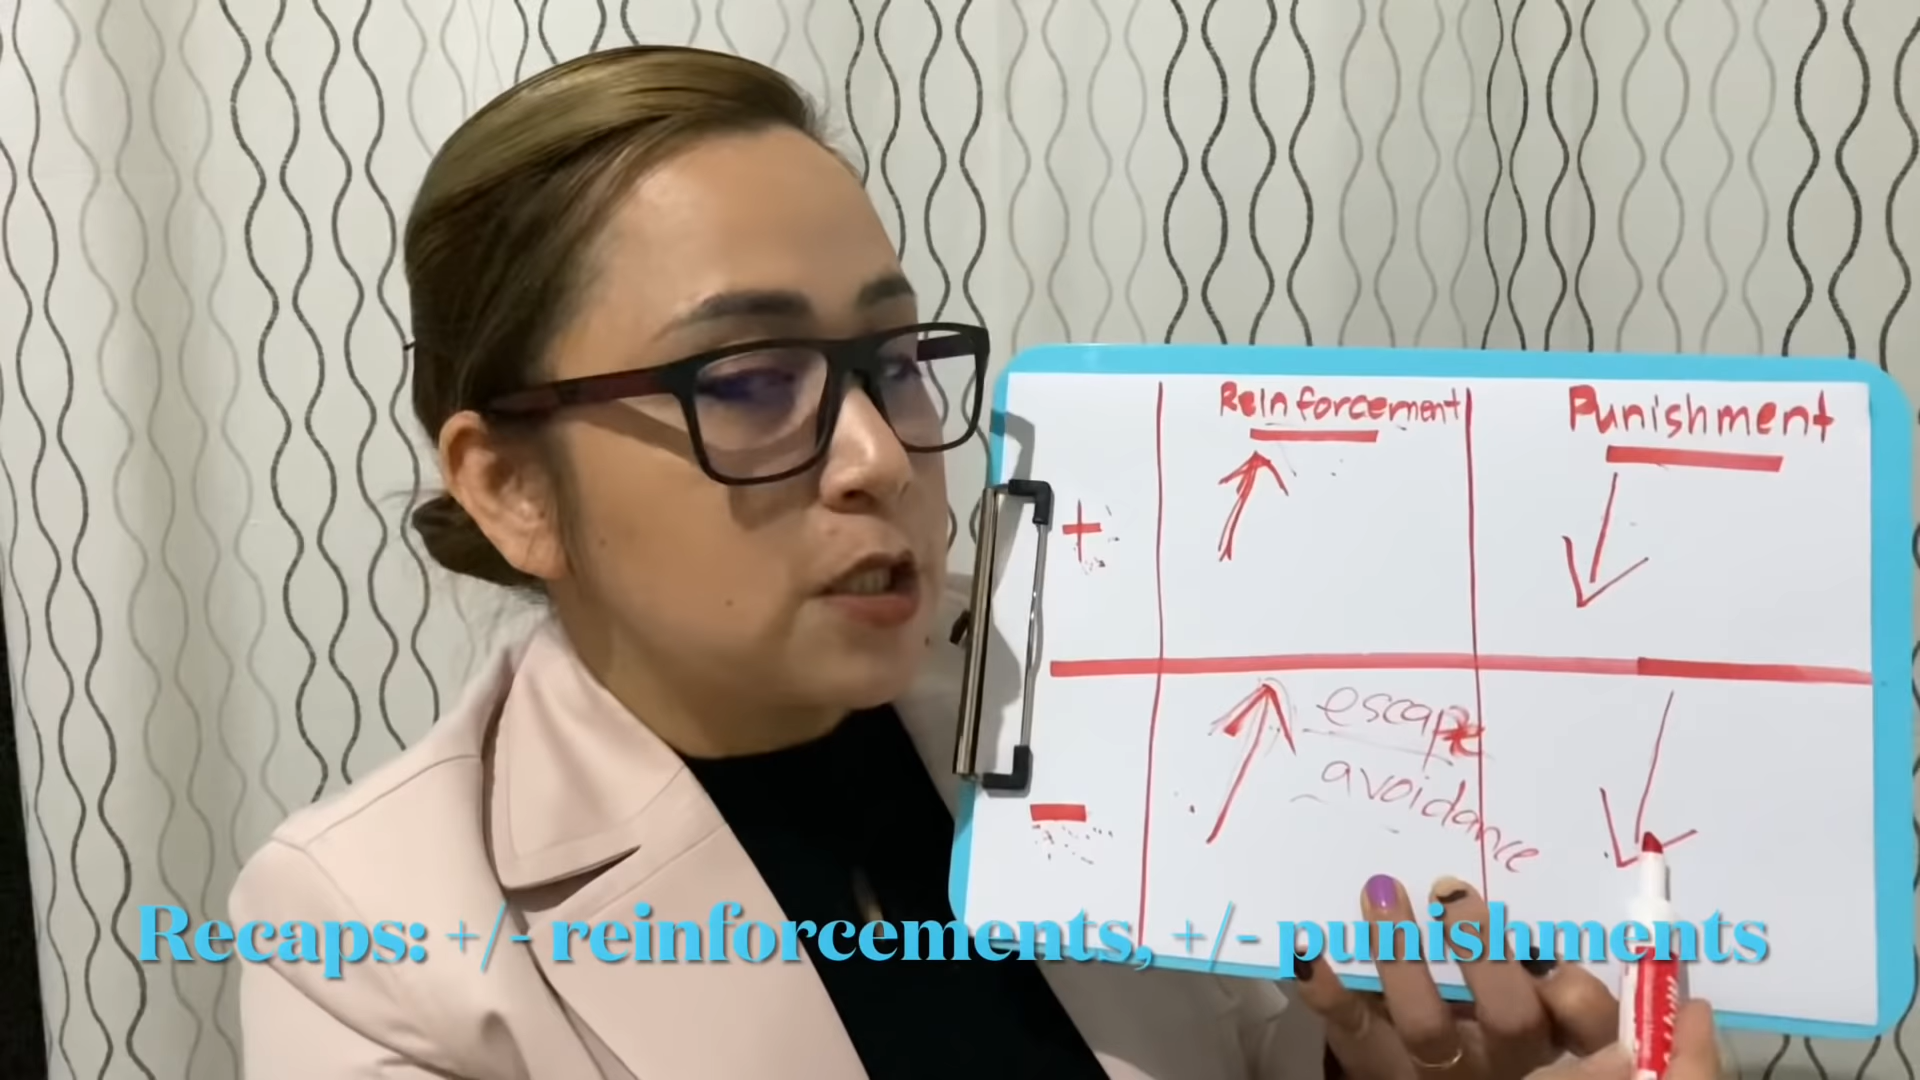 Reinforcement Punishment
+
escape
avoidance
-
Recaps: +/- reinforcements, +/- punishments